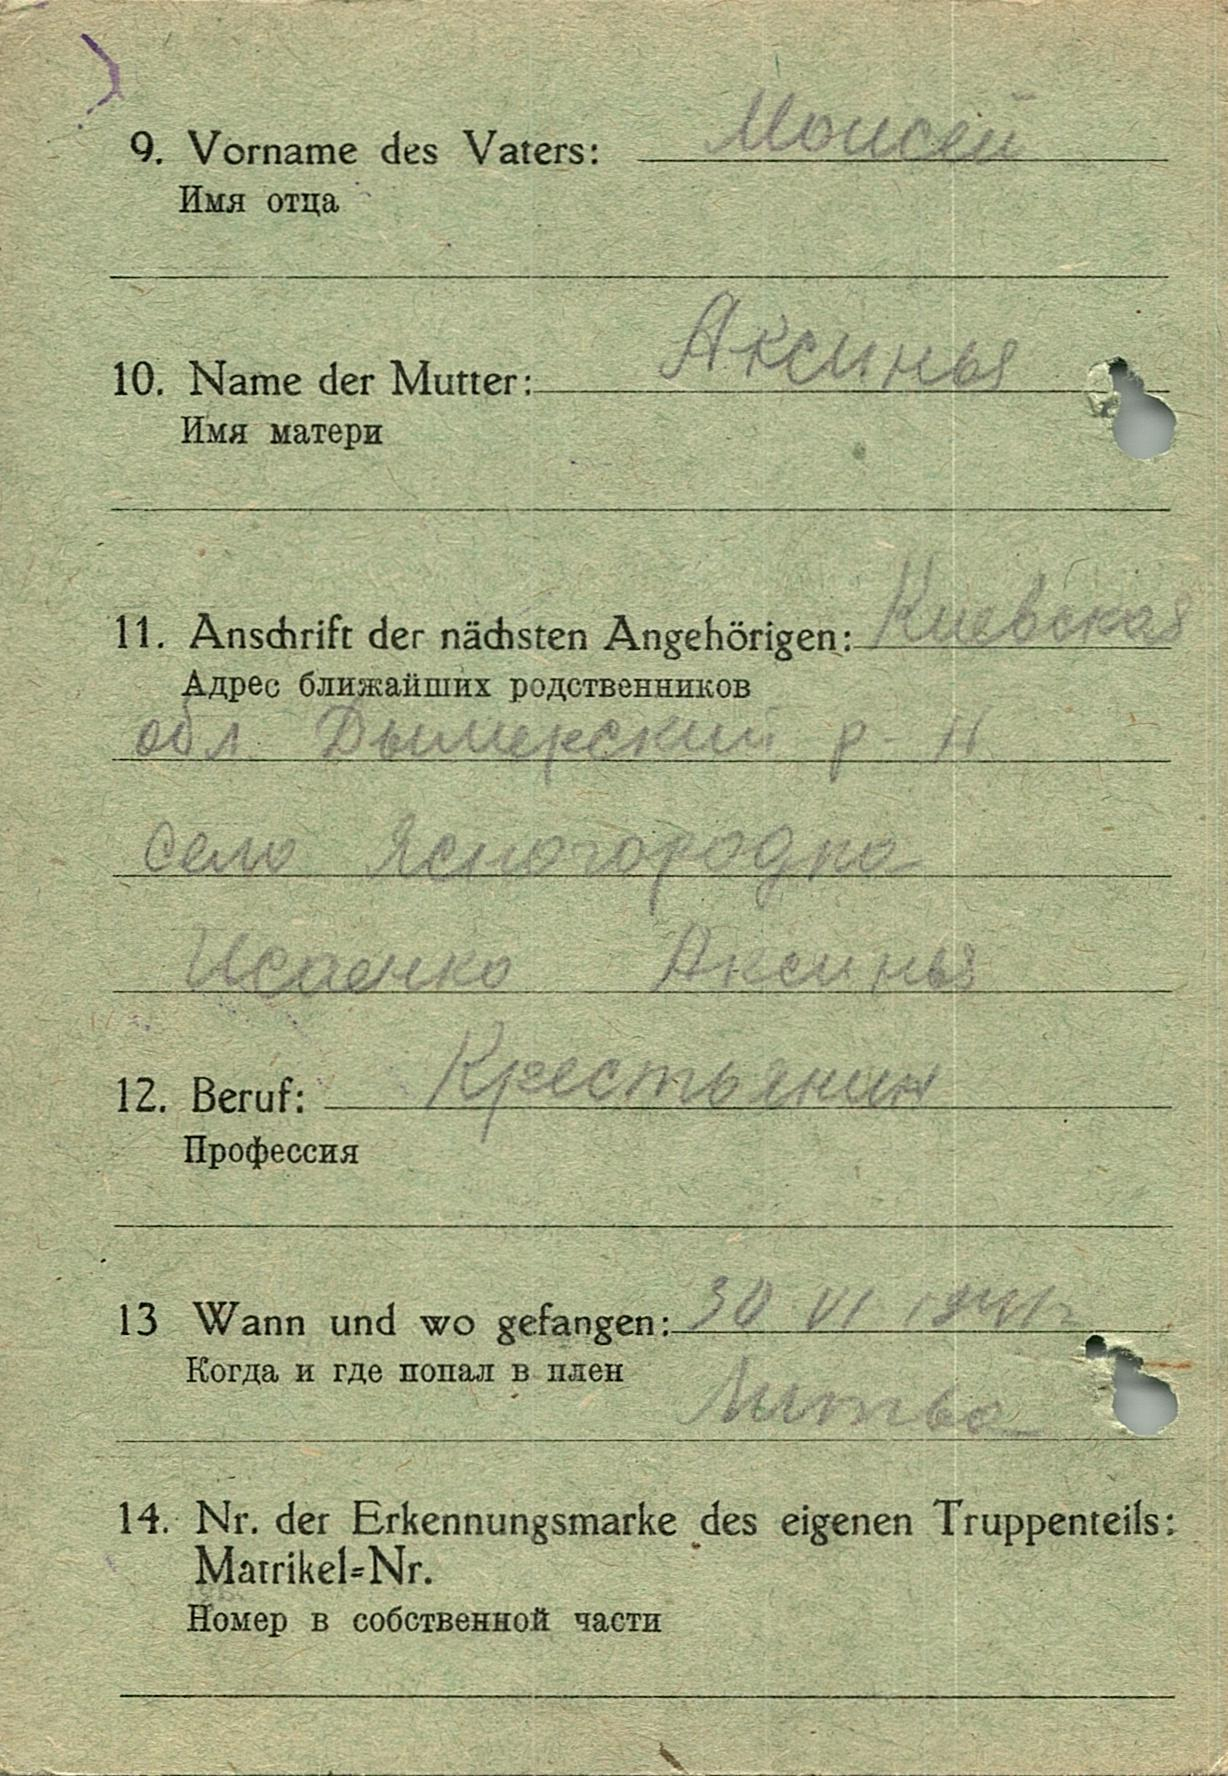 9. Vorname des Vaters: Моисей
Имя отца
10. Name der Mutter: Аксинья
Имя матери
11. Anschrift der nächsten Angehörigen: Киевская
Адрес ближайших родственников
обл Дымерский р-н
село Ясногородка
Исаенко Аксинья
12. Beruf: Крестьянин
Профессия
13 Wann und wo gefangen: 30 VI 1941г
Когда и где попал в плен
Литва
14. Nr. der Erkennungsmarke des eigenen Truppenteils:
Matrikel=Nr.
Номер в собственной части